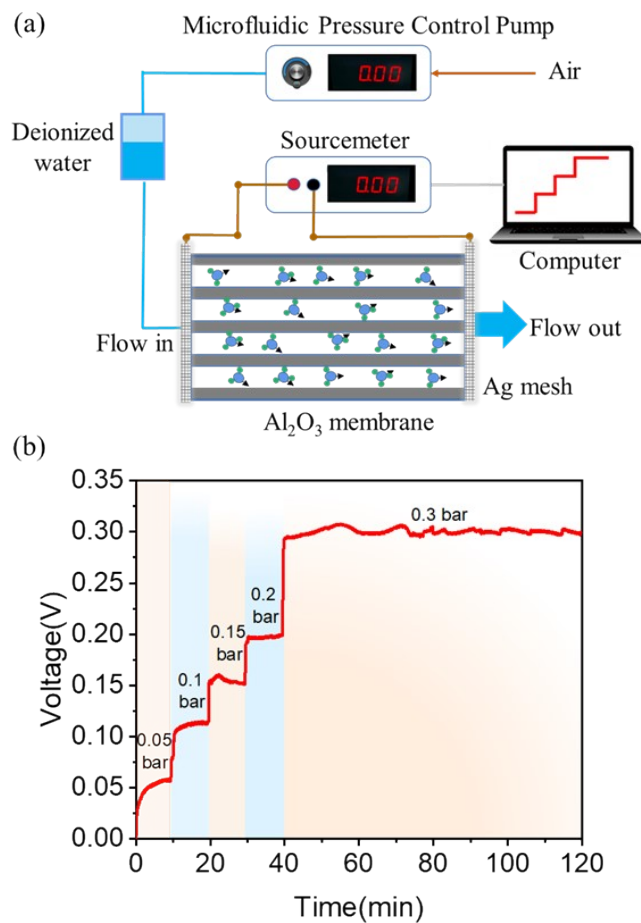 (a)
Microfluidic Pressure Control Pump
0.00
Air
Deionized
water
Sourcemeter
0.00
Computer
Flow in
Flow out
Ag mesh
Al₂O₃ membrane
(b)
0.35
0.30
0.25
0.20
0.15
0.10
0.05
0.00
Voltage(V)
0.05
bar
0.1
bar
0.15
bar
0.2
bar
0.3 bar
0
20
40
60
80
100
120
Time(min)